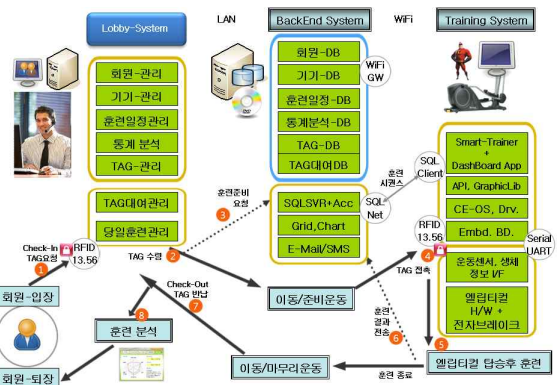 Lobby-System
LAN
BackEnd System
WiFi
Training System
회원-관리
기기-관리
훈련일정관리
통계 분석
TAG-관리
TAG대여관리
당일훈련관리
회원-DB
기기-DB
훈련일정-DB
통계분석-DB
TAG-DB
TAG대여DB
WiFi
GW
SQLSVR+Acc
Grid,Chart
E-Mail/SMS
SQL
Net
훈련
시퀀스
SQL
Client
Smart-Trainer
+
DashBoard App
API, GraphicLib
CE-OS, Drv.
Embd. BD.
RFID
13.56
Serial
UART
운동센서, 생체
정보 I/F
엘립티컬
H/W +
전자브레이크
Check-In
TAG요청
1
RFID
13.56
2
TAG 수령
훈련준비
요청
3
4
TAG 접촉
5
엘립티컬 탑승후 훈련
훈련
결과
전송
6
훈련 종료
이동/준비운동
이동/마무리운동
Check-Out
TAG 반납
7
8
훈련 분석
회원-입장
회원-퇴장